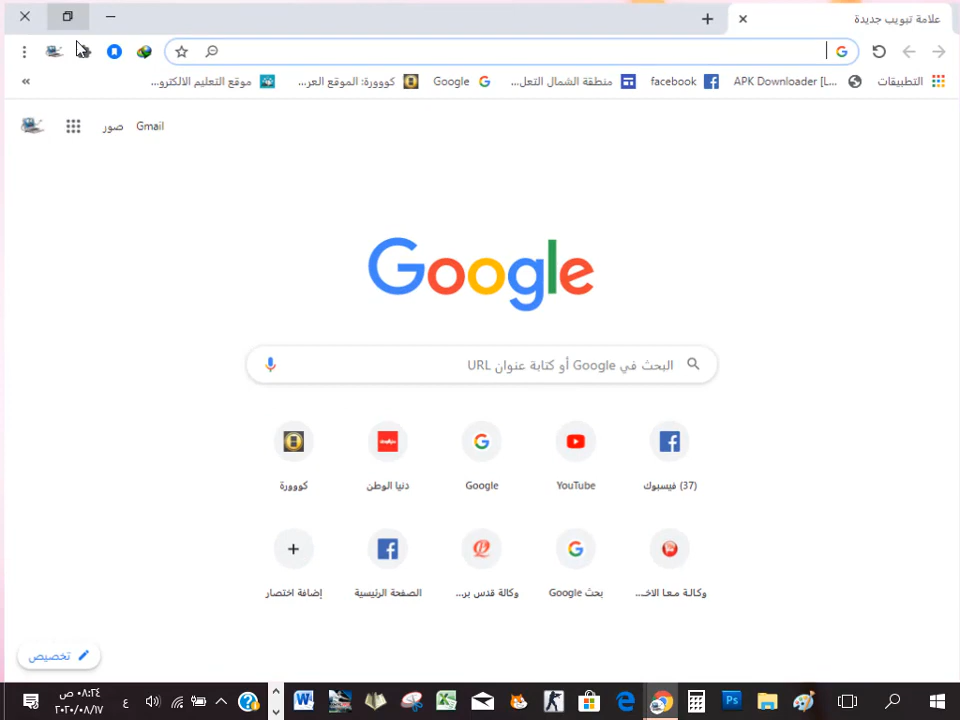 علامة تبويب جديدة
التطبيقات
APK Downloader [L...
facebook
منطقة الشمال التعل...
Google
كووورة: الموقع العر...
موقع التعليم الالكترو...
Gmail
صور
Google
البحث في Google أو كتابة عنوان URL
(37) فيسبوك
YouTube
Google
دنيا الوطن
كووورة
وكالة معا الاخ...
بحث Google
وكالة قدس بر...
الصفحة الرئيسية
إضافة اختصار
تخصيص
Ps
ع
٠٨:٢٤ ص
٢٠٢٠/٠٨/١٧